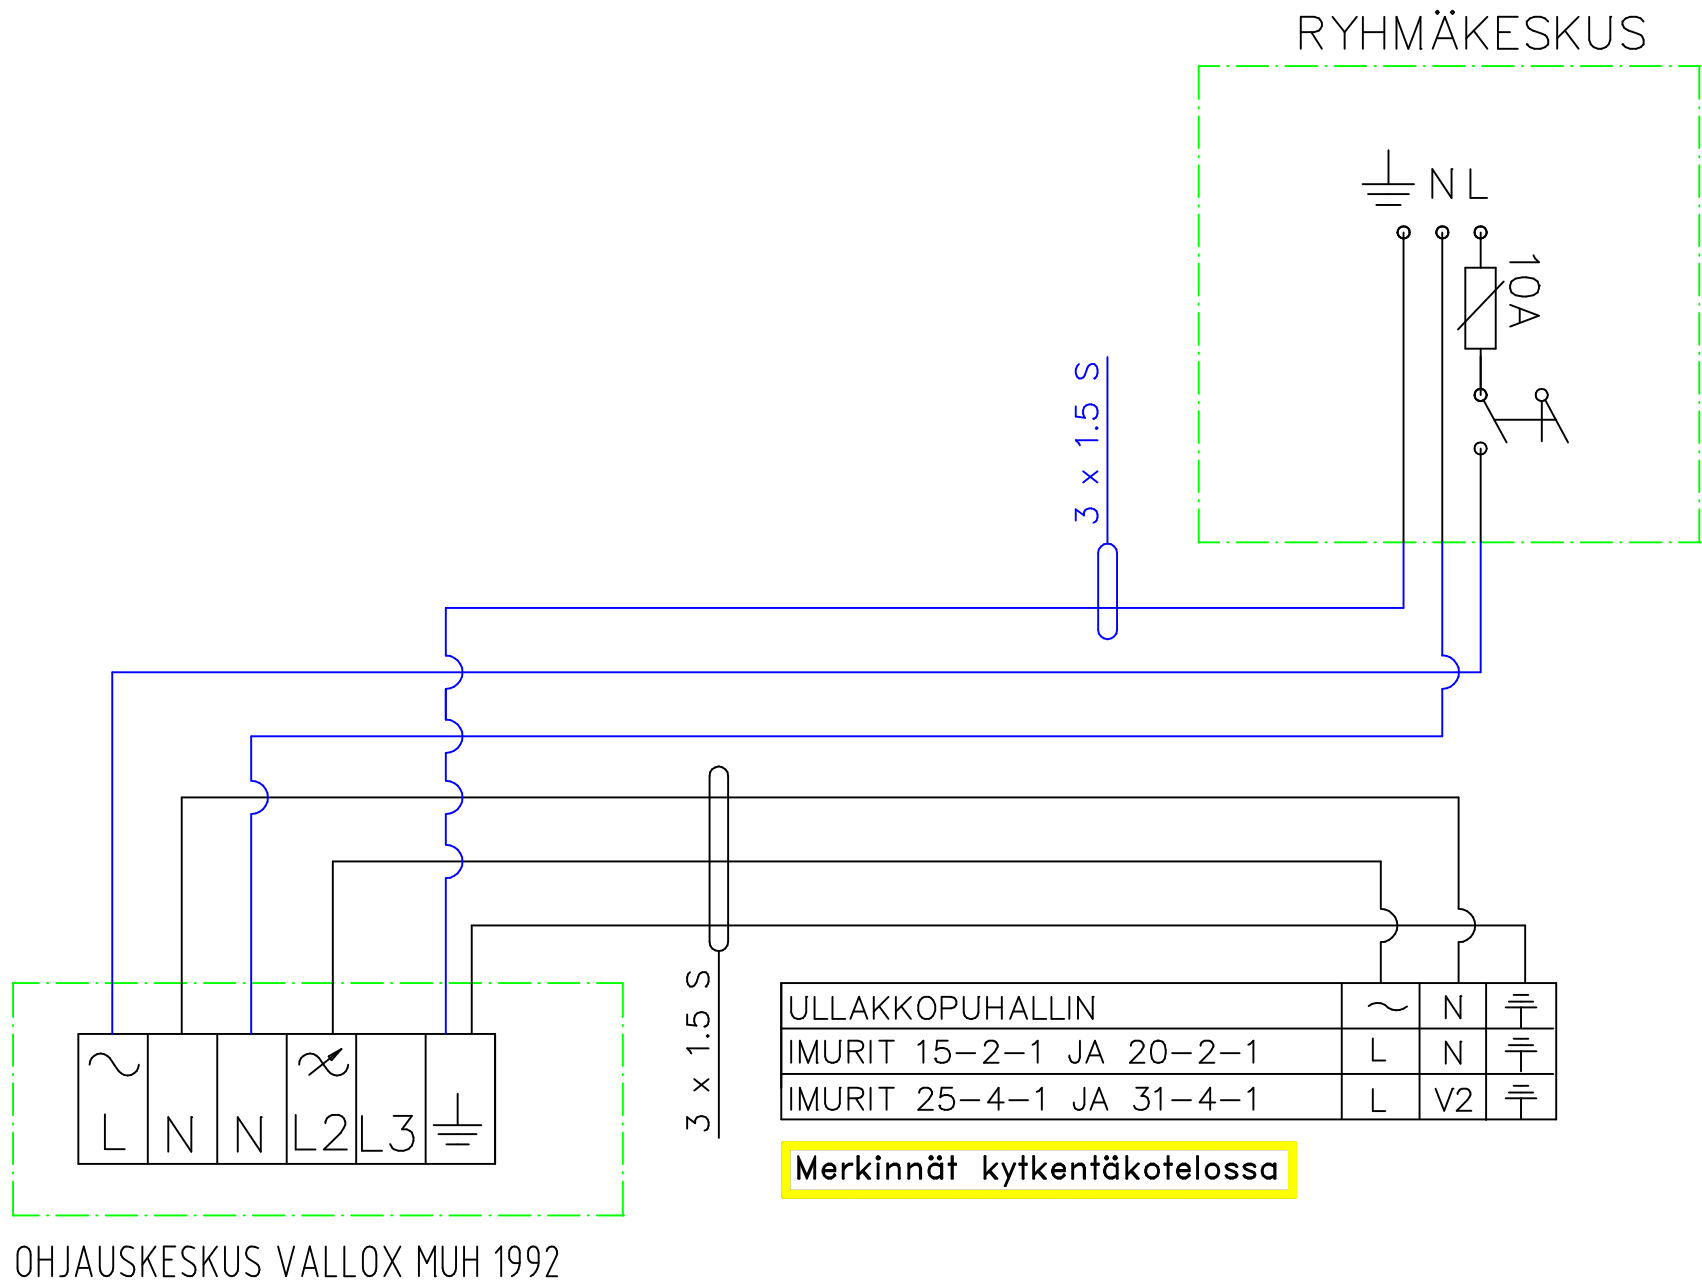 RYHMÄKESKUS
N L
10A
3 x 1.5 S
3 x 1.5 S
L N N L2 L3
ULLAKKOPUHALLIN ~ N
IMURIT 15-2-1 JA 20-2-1 L N
IMURIT 25-4-1 JA 31-4-1 L V2
Merkinnät kytkentäkotelossa
OHJAUSKESKUS VALLOX MUH 1992